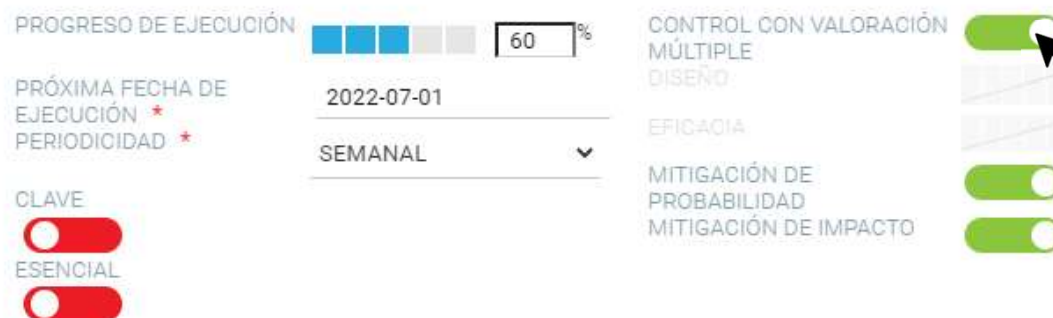 PROGRESO DE EJECUCIÓN
60 %
PRÓXIMA FECHA DE
EJECUCIÓN *
2022-07-01
PERIODICIDAD *
SEMANAL
CLAVE
ESENCIAL
CONTROL CON VALORACIÓN
MÚLTIPLE
DISEÑO
EFICACIA
MITIGACIÓN DE
PROBABILIDAD
MITIGACIÓN DE IMPACTO